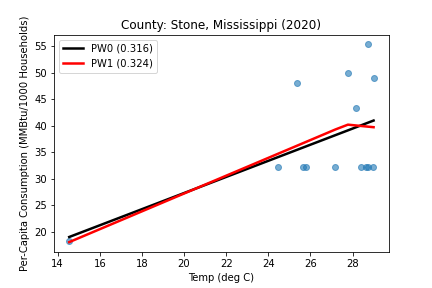 County: Stone, Mississippi (2020)
PW0 (0.316)
PW1 (0.324)
Per-Capita Consumption (MMBtu/1000 Households)
55
50
45
40
35
30
25
20
14 16 18 20 22 24 26 28
Temp (deg C)